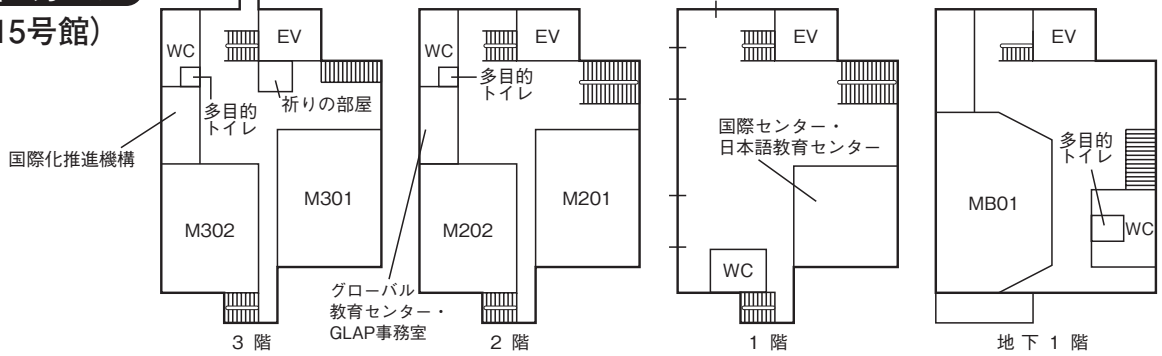 15号館）
WC
EV
多目的
トイレ
祈りの部屋
国際化推進機構
M301
M302
3 階
WC
EV
多目的
トイレ
M201
M202
グローバル
教育センター・
GLAP事務室
2 階
EV
国際センター・
日本語教育センター
WC
1 階
EV
多目的
トイレ
MB01
WC
地 下 1 階